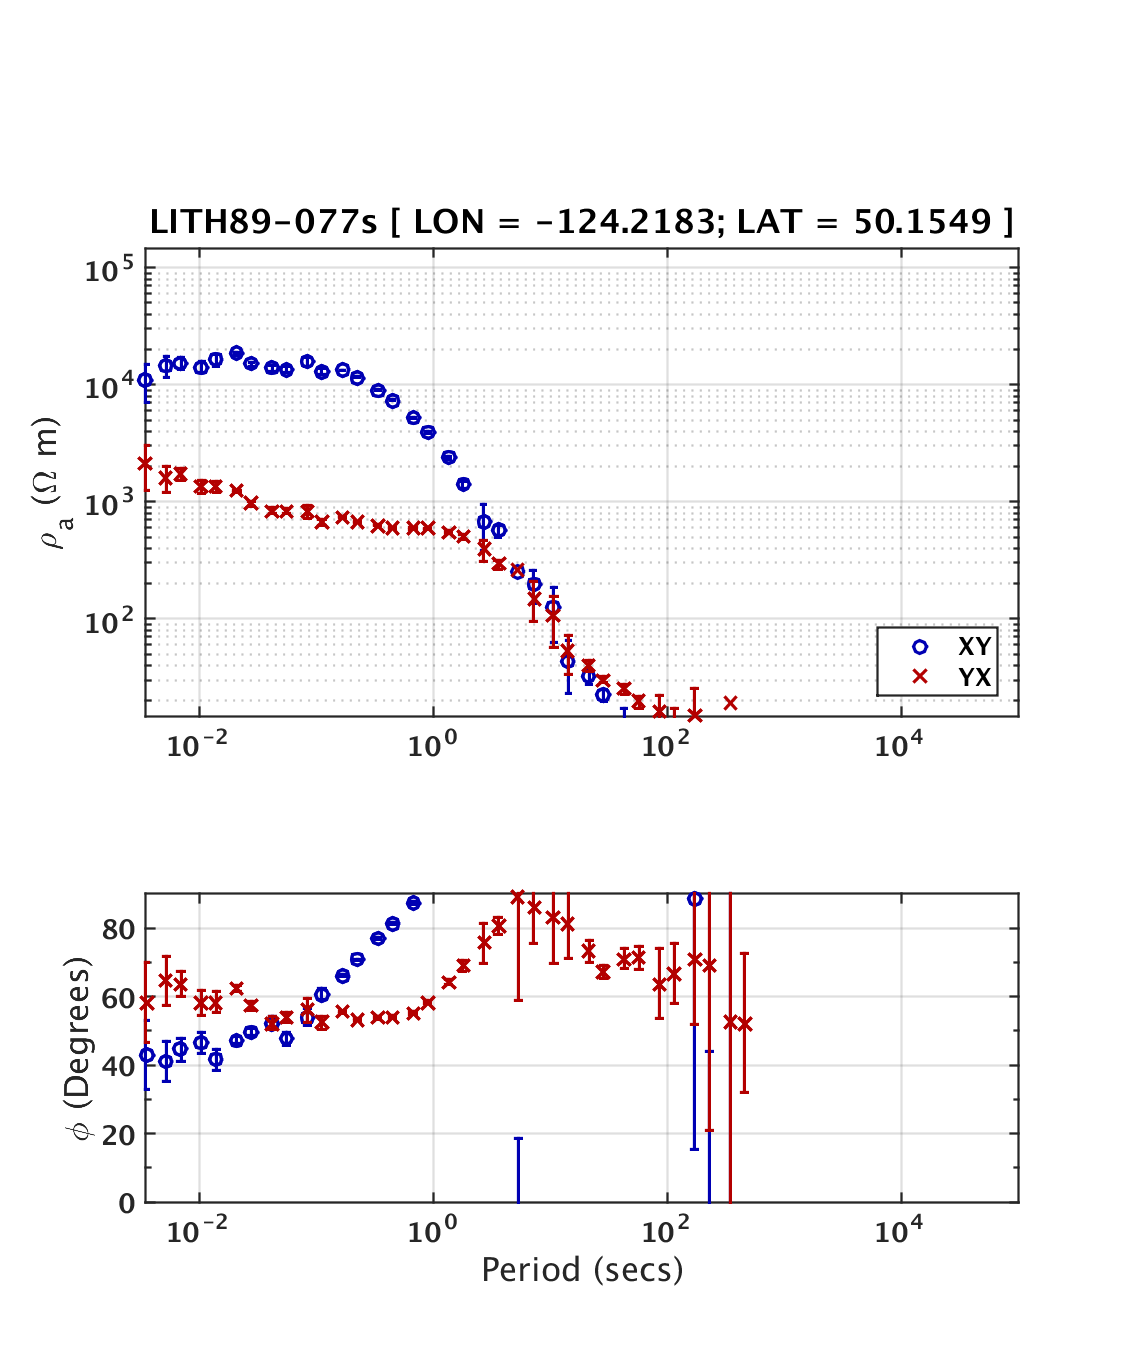 LITH89-077s [ LON = -124.2183; LAT = 50.1549 ]
10^5
10^4
10^3
10^2
ρ_a (Ω m)
XY
YX
10^-2 10^0 10^2 10^4
80
60
40
20
0
ϕ (Degrees)
10^-2 10^0 10^2 10^4
Period (secs)